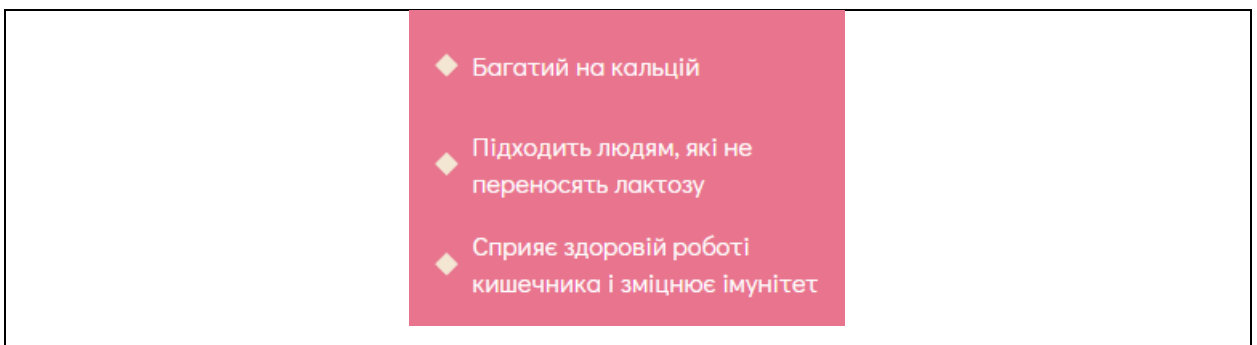 Багатий на кальцій
Підходить людям, які не
переносять лактозу
Сприяє здоровій роботі
кишечника і зміцнює імунітет